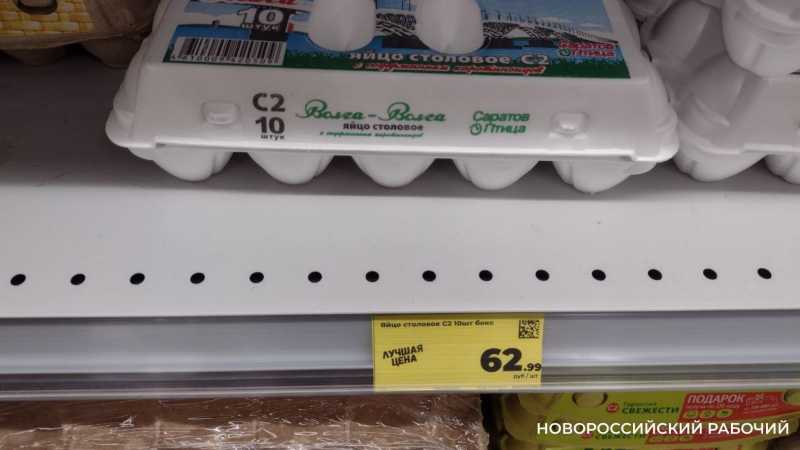 10
штук
яйцо столовое С2
С2
10
штук
Волга-Волга
яйцо столовое
Саратов
Птица
Яйцо столовое С2 10шт бокс
ЛУЧШАЯ
ЦЕНА
62.99
руб / шт
Гарантия
СВЕЖЕСТИ
ПОДАРОК
НОВОРОССИЙСКИЙ РАБОЧИЙ